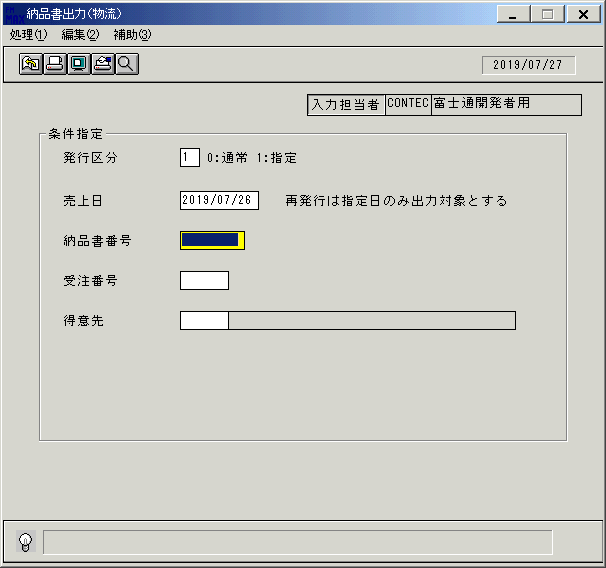 納品書出力(物流)
処理(1) 編集(2) 補助(3)
2019/07/27
入力担当者 CONTEC 富士通開発者用
条件指定
発行区分 1 0:通常 1:指定
売上日 2019/07/26 再発行は指定日のみ出力対象とする
納品書番号
受注番号
得意先